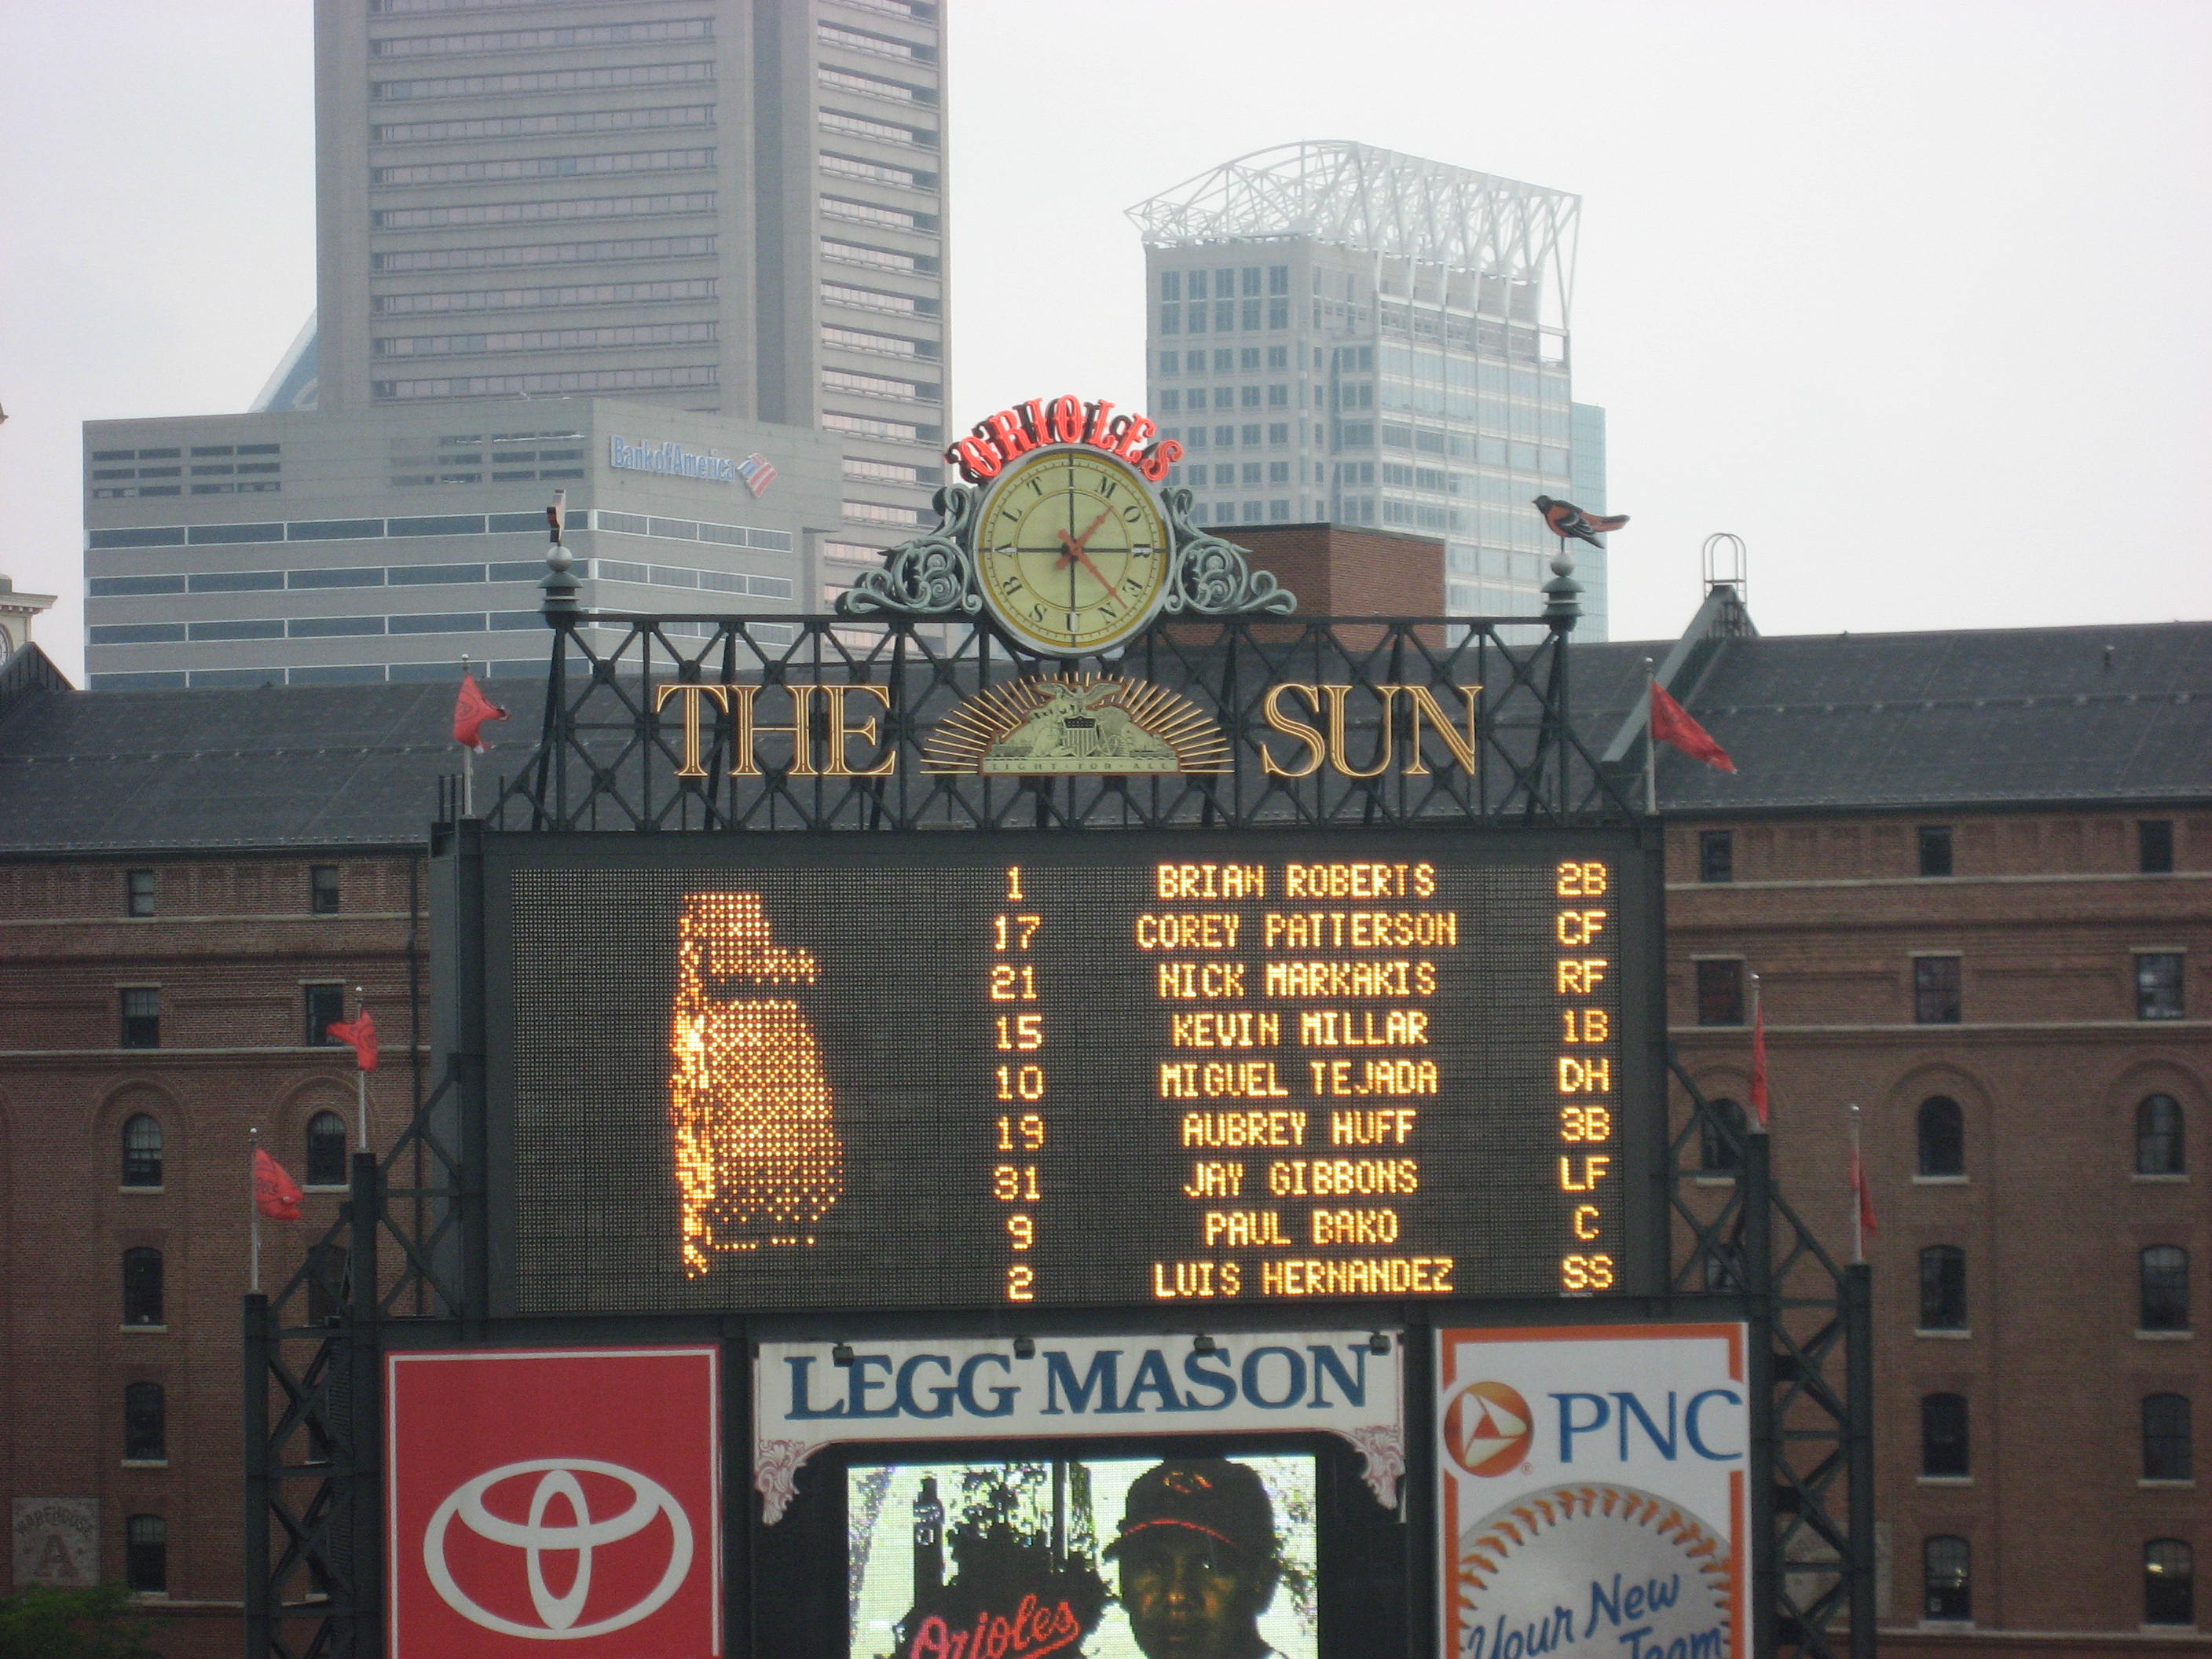 BankofAmerica
ORIOLES
BALTIMORE SUN
THE SUN
LIGHT · FOR · ALL
1 BRIAN ROBERTS 2B
17 COREY PATTERSON CF
21 NICK MARKAKIS RF
15 KEVIN MILLAR 1B
10 MIGUEL TEJADA DH
19 AUBREY HUFF 3B
31 JAY GIBBONS LF
9 PAUL BAKO C
2 LUIS HERNANDEZ SS
LEGG MASON
PNC
Orioles
Your New
Team
WAREHOUSE
A